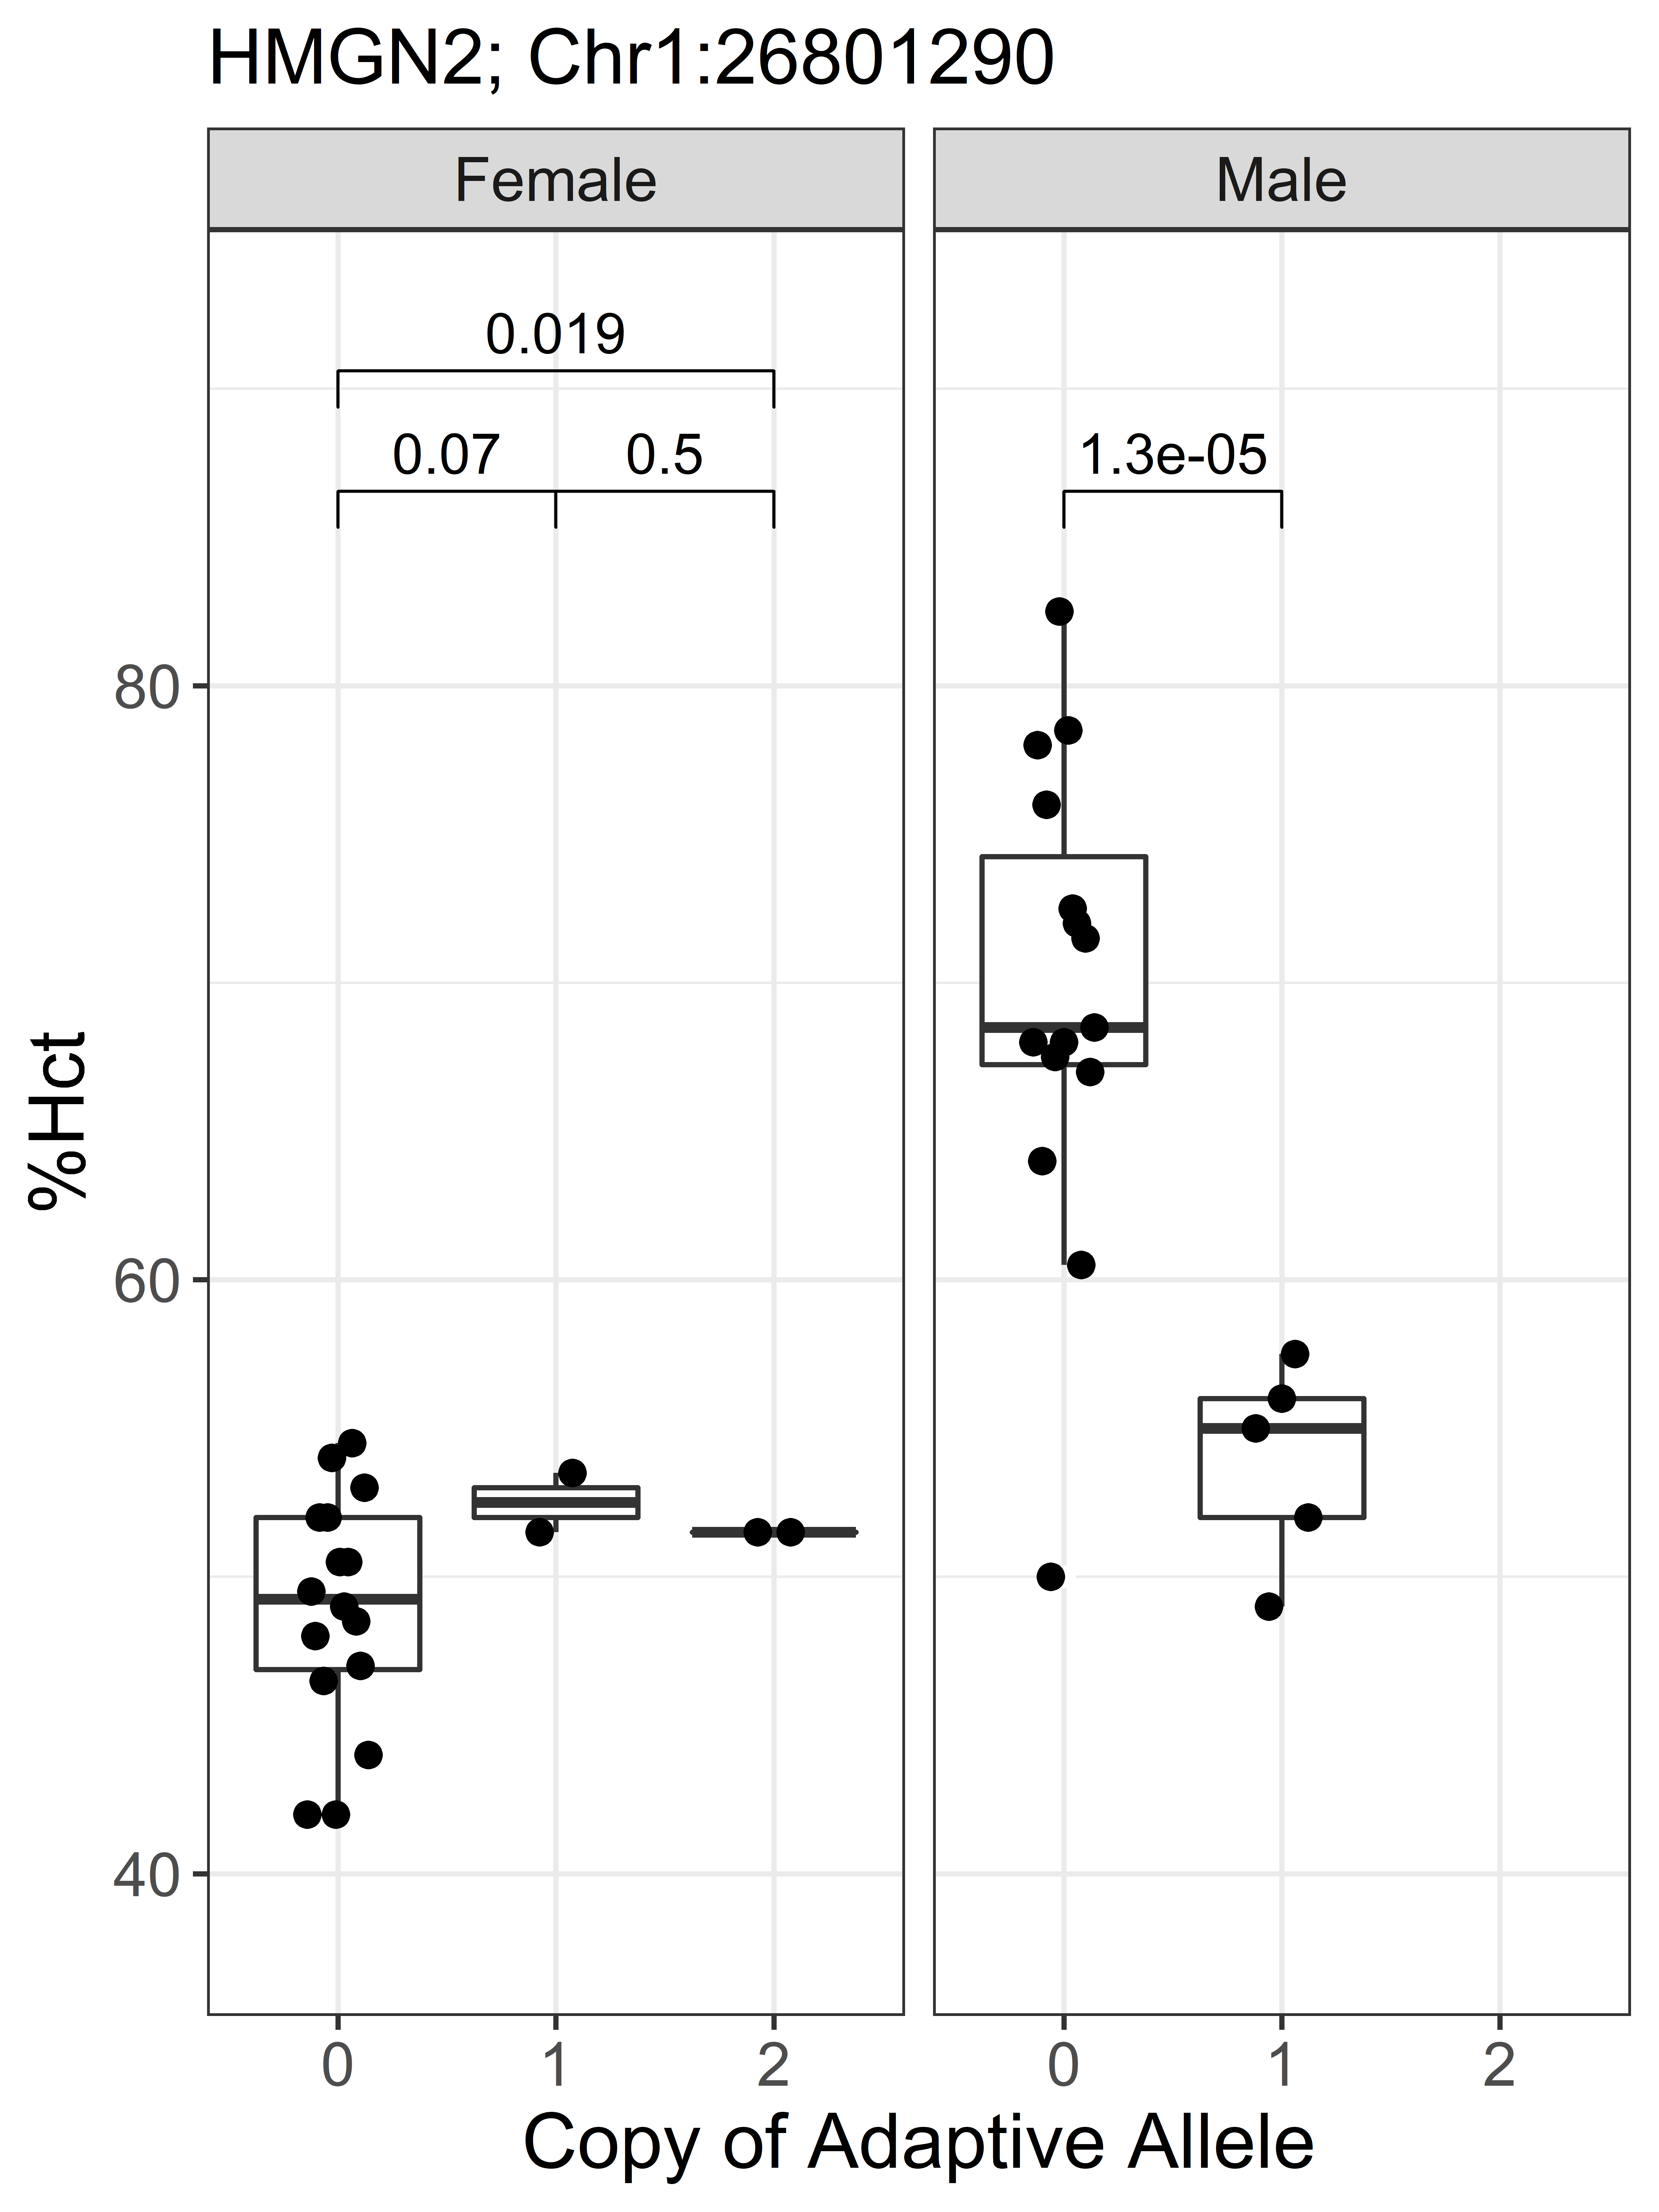 HMGN2; Chr1:26801290
Female
Male
0.019
0.07
0.5
1.3e-05
80
60
40
%Hct
0 1 2
0 1 2
Copy of Adaptive Allele